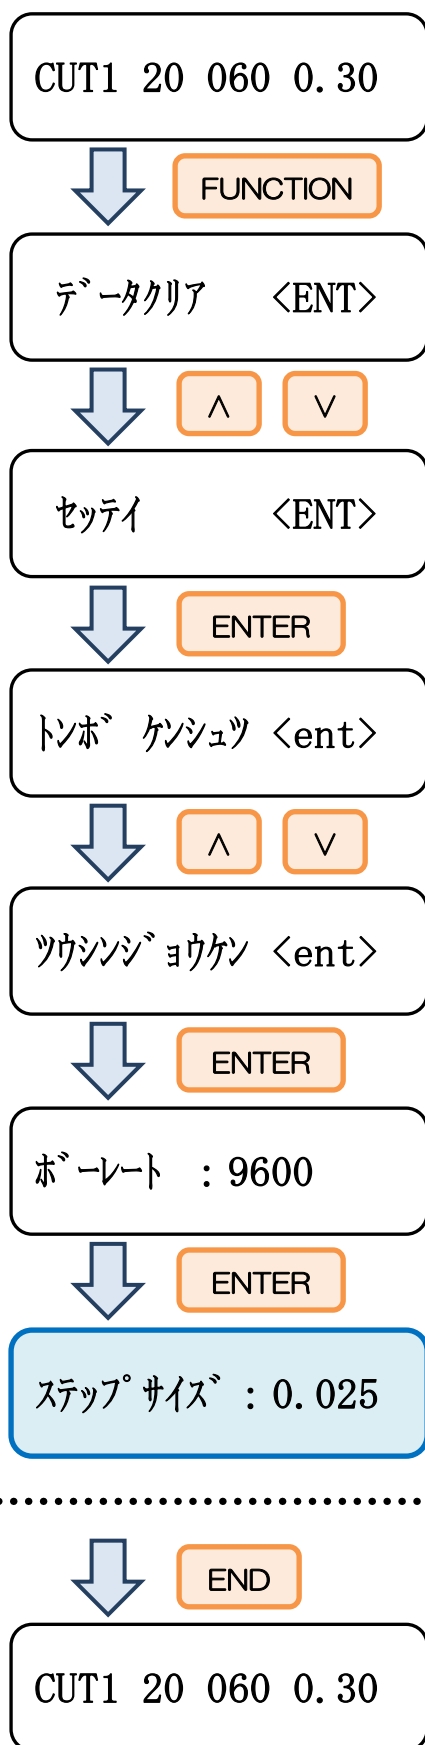 CUT1 20 060 0.30
FUNCTION
ﾃﾞｰﾀｸﾘｱ <ENT>
∧ ∨
ｾｯﾃｲ <ENT>
ENTER
ﾄﾝﾎﾞ ｹﾝｼｭﾂ <ent>
∧ ∨
ﾂｳｼﾝｼﾞｮｳｹﾝ <ent>
ENTER
ﾎﾞｰﾚｰﾄ :9600
ENTER
ｽﾃｯﾌﾟｻｲｽﾞ:0.025
END
CUT1 20 060 0.30